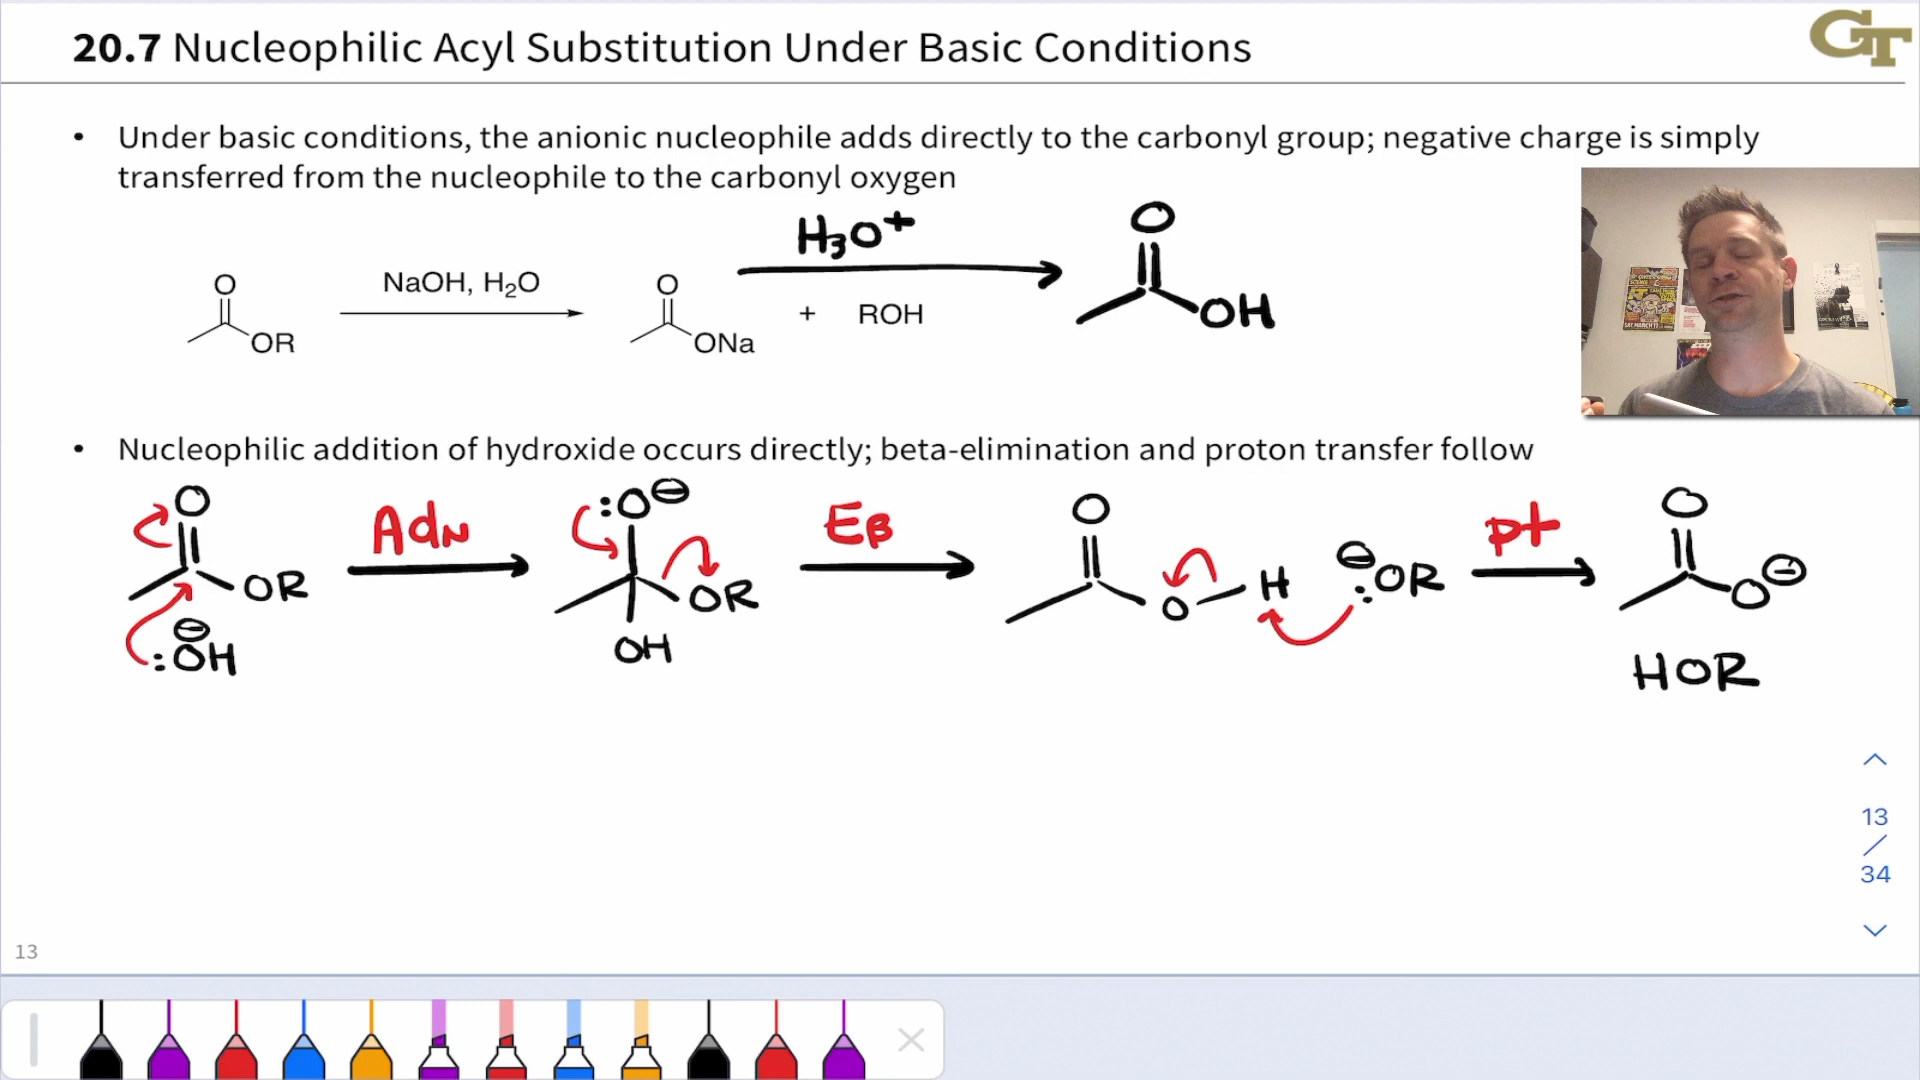 20.7 Nucleophilic Acyl Substitution Under Basic Conditions
GT
• Under basic conditions, the anionic nucleophile adds directly to the carbonyl group; negative charge is simply
transferred from the nucleophile to the carbonyl oxygen
H₃O⁺
O
O
NaOH, H₂O
O
OH
OR
ONa
+ ROH
• Nucleophilic addition of hydroxide occurs directly; beta-elimination and proton transfer follow
O
AdN
:O⊖
Eβ
O
pt
O
OR
OR
O
H
⊖
:OR
O⊖
⊖
:OH
OH
HOR
13
/
34
13